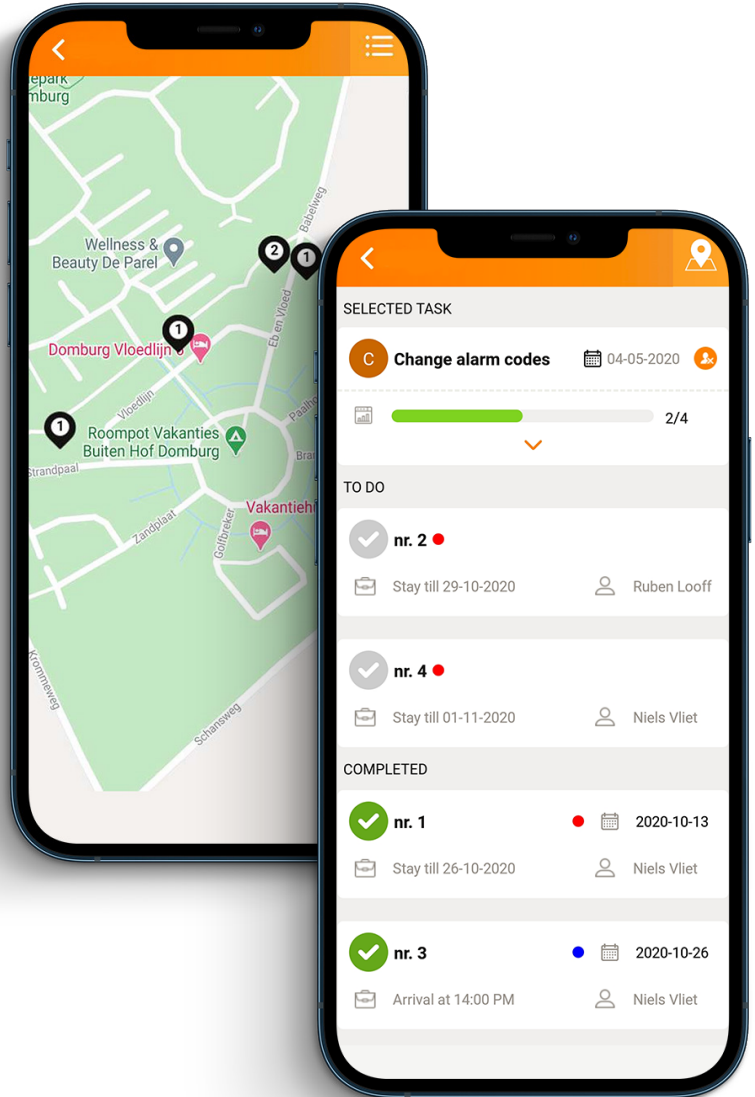 epark
mburg
Babelweg
Wellness &
Beauty De Parel
2
1
Eb en Vloed
1
Domburg Vloedlijn
Vloedlijn
1
Roompot Vakanties
Buiten Hof Domburg
Strandpaal
Zandplaat
Golfbreker
Krommeweg
Schansweg
SELECTED TASK
C Change alarm codes 04-05-2020
2/4
TO DO
nr. 2
Stay till 29-10-2020 Ruben Looff
nr. 4
Stay till 01-11-2020 Niels Vliet
COMPLETED
nr. 1 2020-10-13
Stay till 26-10-2020 Niels Vliet
nr. 3 2020-10-26
Arrival at 14:00 PM Niels Vliet